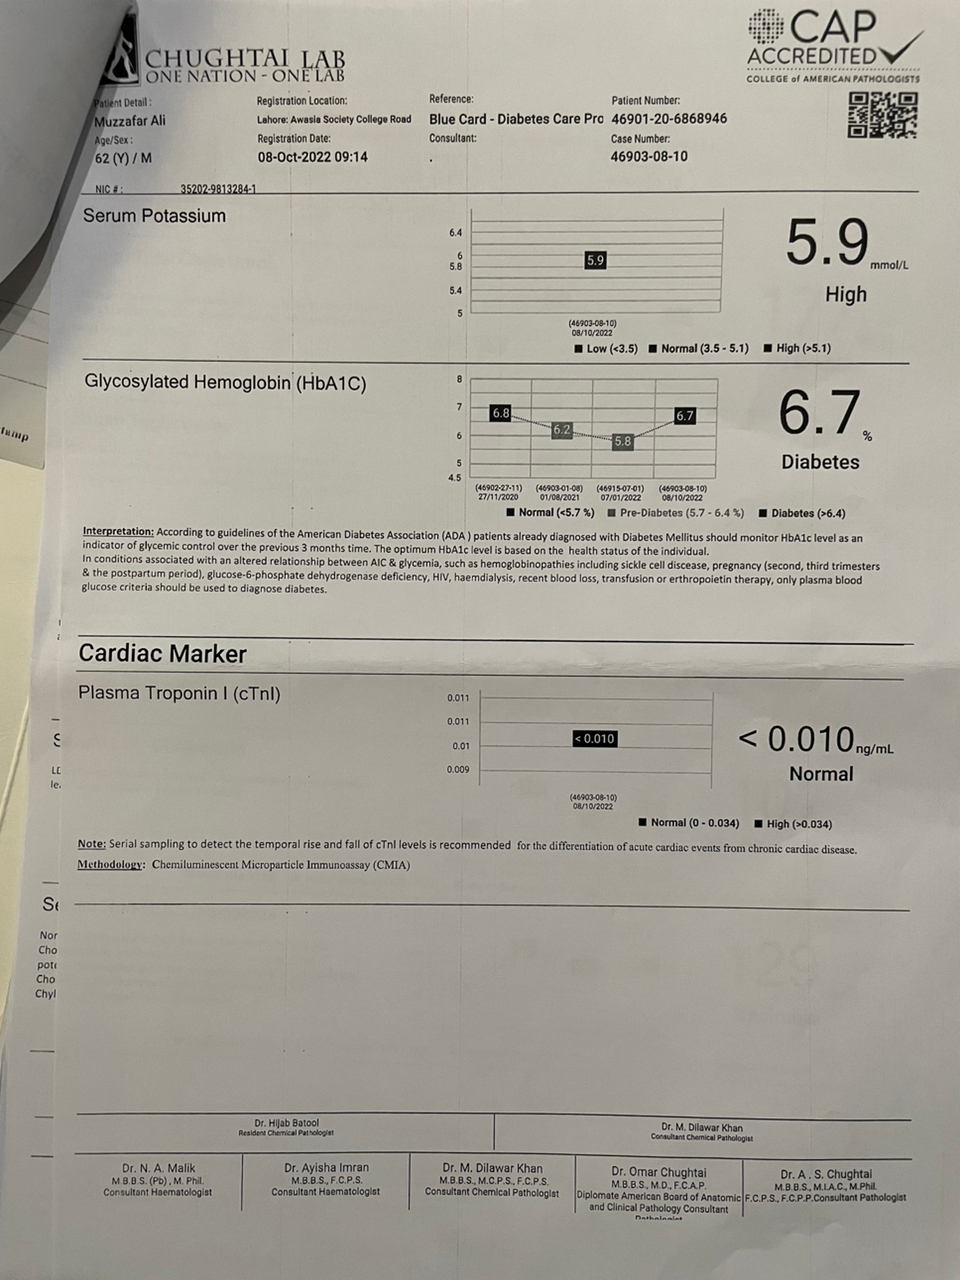 CHUGHTAI LAB
ONE NATION - ONE LAB
CAP
ACCREDITED
COLLEGE of AMERICAN PATHOLOGISTS
Patient Detail :
Muzzafar Ali
Age/Sex :
62 (Y) / M
NIC # : 35202-9813284-1
Registration Location:
Lahore: Awasia Society College Road
Registration Date:
08-Oct-2022 09:14
Reference:
Blue Card - Diabetes Care Pro
Consultant:
.
Patient Number:
46901-20-6868946
Case Number:
46903-08-10
Serum Potassium
6.4
6
5.8
5.4
5
5.9
(46903-08-10)
08/10/2022
Low (<3.5) Normal (3.5 - 5.1) High (>5.1)
5.9 mmol/L
High
Glycosylated Hemoglobin (HbA1C)
8
7
6
5
4.5
6.8 6.2 5.8 6.7
(46902-27-11) (46903-01-08) (46915-07-01) (46903-08-10)
27/11/2020 01/08/2021 07/01/2022 08/10/2022
Normal (<5.7 %) Pre-Diabetes (5.7 - 6.4 %) Diabetes (>6.4)
6.7 %
Diabetes
Interpretation: According to guidelines of the American Diabetes Association (ADA ) patients already diagnosed with Diabetes Mellitus should monitor HbA1c level as an
indicator of glycemic control over the previous 3 months time. The optimum HbA1c level is based on the health status of the individual.
In conditions associated with an altered relationship between AIC & glycemia, such as hemoglobinopathies including sickle cell disease, pregnancy (second, third trimesters
& the postpartum period), glucose-6-phosphate dehydrogenase deficiency, HIV, haemdialysis, recent blood loss, transfusion or erthropoietin therapy, only plasma blood
glucose criteria should be used to diagnose diabetes.
Cardiac Marker
Plasma Troponin I (cTnI)
0.011
0.011
0.01
0.009
< 0.010
(46903-08-10)
08/10/2022
Normal (0 - 0.034) High (>0.034)
< 0.010 ng/mL
Normal
Note: Serial sampling to detect the temporal rise and fall of cTnI levels is recommended for the differentiation of acute cardiac events from chronic cardiac disease.
Methodology: Chemiluminescent Microparticle Immunoassay (CMIA)
Nor
Cho
Cho
Chyl
Dr. Hijab Batool
Resident Chemical Pathologist
Dr. M. Dilawar Khan
Consultant Chemical Pathologist
Dr. N. A. Malik
M.B.B.S. (Pb) , M. Phil.
Consultant Haematologist
Dr. Ayisha Imran
M.B.B.S., F.C.P.S.
Consultant Haematologist
Dr. M. Dilawar Khan
M.B.B.S., M.C.P.S., F.C.P.S.
Consultant Chemical Pathologist
Dr. Omar Chughtai
M.B.B.S., M.D., F.C.A.P.
Diplomate American Board of Anatomic
and Clinical Pathology Consultant
Pathologist
Dr. A . S. Chughtai
M.B.B.S., M.I.A.C., M.Phil.
F.C.P.S., F.C.P.P.Consultant Pathologist